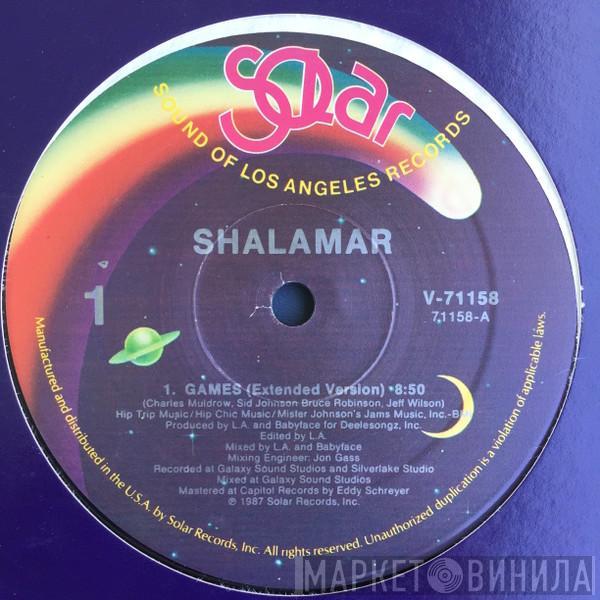 SOLAR
SOUND OF LOS ANGELES RECORDS
SHALAMAR
1
V-71158
71158-A
1. GAMES (Extended Version) 8:50
(Charles Muldrow, Sid Johnson Bruce Robinson, Jeff Wilson)
Hip Trip Music/Hip Chic Music/Mister Johnson's Jams Music, Inc.-BMI
Produced by L.A. and Babyface for Deelesongz, Inc.
Edited by L.A.
Mixed by L.A. and Babyface
Mixing Engineer: Jon Gass
Recorded at Galaxy Sound Studios and Silverlake Studio
Mixed at Galaxy Sound Studios
Mastered at Capitol Records by Eddy Schreyer
℗ 1987 Solar Records, Inc.
Manufactured and distributed in the U.S.A. by Solar Records, Inc. All rights reserved. Unauthorized duplication is a violation of applicable laws.
МАРКЕТ ВИНИЛА